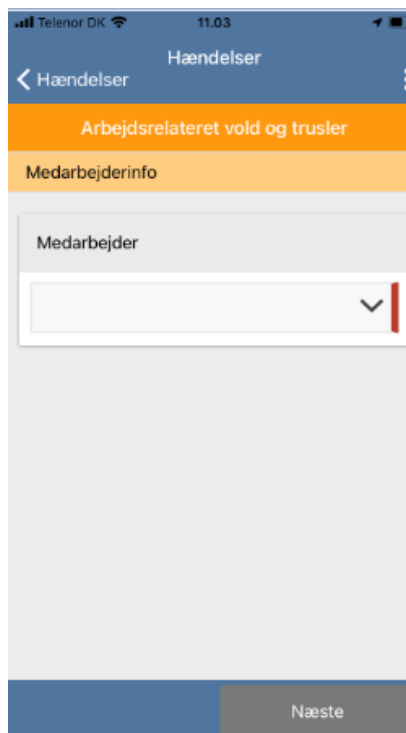 Telenor DK 11.03
Hændelser
Hændelser
Arbejdsrelateret vold og trusler
Medarbejderinfo
Medarbejder
Næste